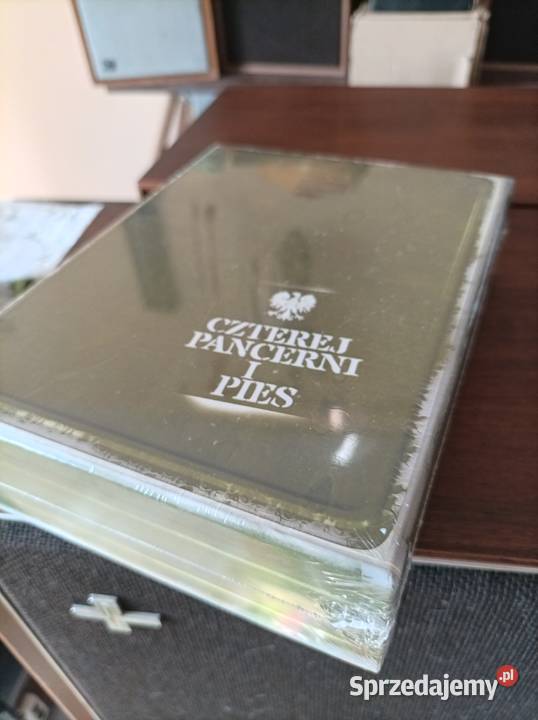 CZTEREJ
PANCERNI
I
PIES
Sprzedajemy.pl